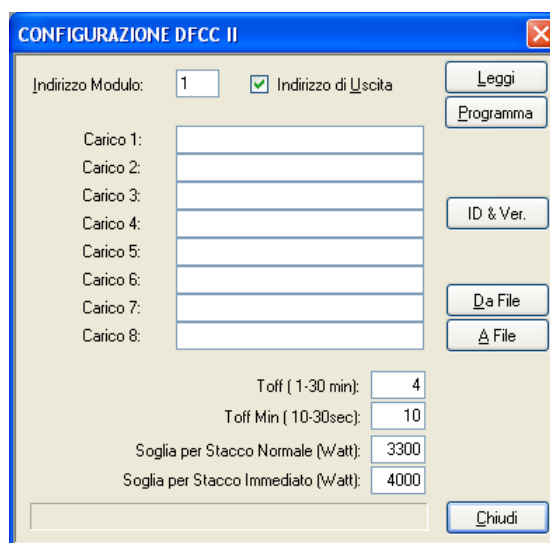 CONFIGURAZIONE DFCC II
Indirizzo Modulo: 1 Indirizzo di Uscita
Leggi
Programma
Carico 1:
Carico 2:
Carico 3:
Carico 4:
ID & Ver.
Carico 5:
Carico 6:
Carico 7:
Da File
Carico 8:
A File
Toff ( 1-30 min): 4
Toff Min ( 10-30sec): 10
Soglia per Stacco Normale (Watt): 3300
Soglia per Stacco Immediato (Watt): 4000
Chiudi